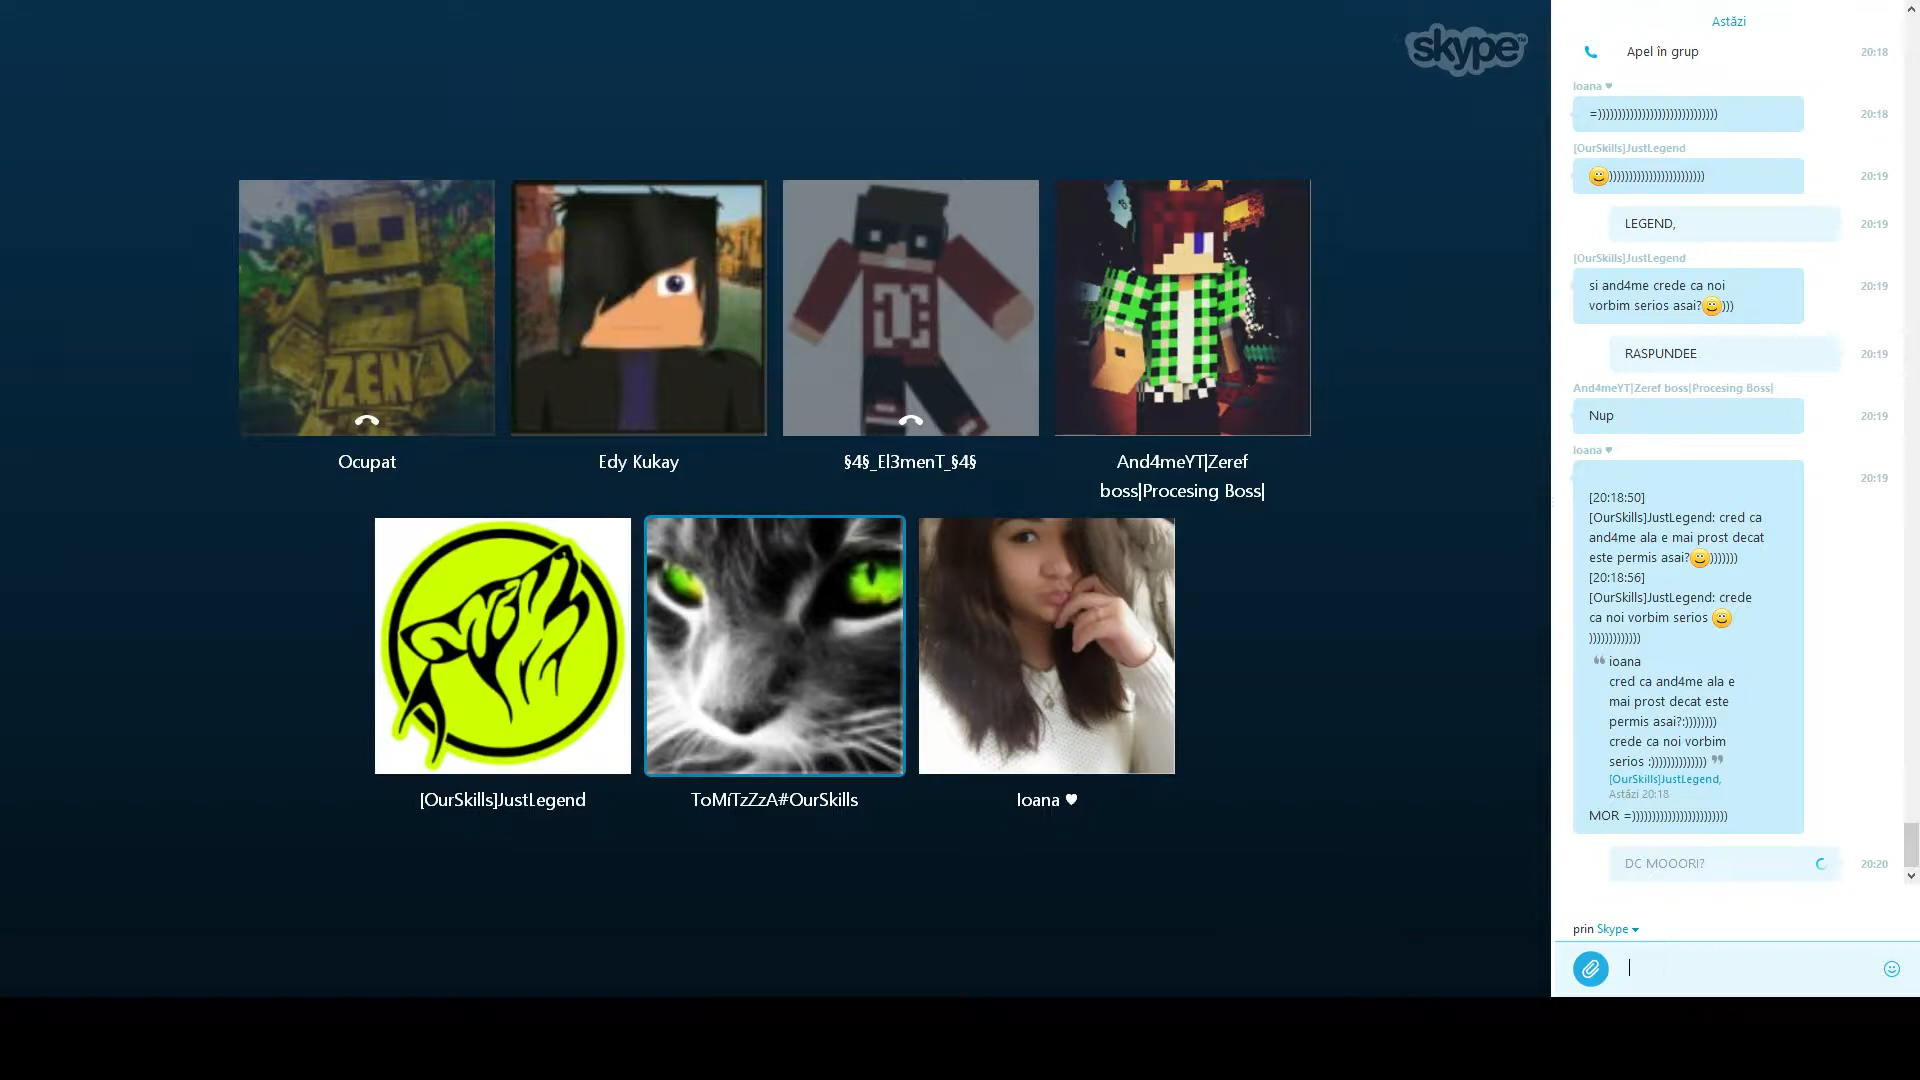 skype™
ZEN
Ocupat
Edy Kukay
§4§_El3menT_§4§
And4meYT|Zeref
boss|Procesing Boss|
[OurSkills]JustLegend
ToMíTzZzA#OurSkills
Ioana ♥
Astăzi
Apel în grup
20:18
Ioana ♥
=))))))))))))))))))))))))))))))
20:18
[OurSkills]JustLegend
))))))))))))))))))))))))
20:19
LEGEND,
20:19
[OurSkills]JustLegend
si and4me crede ca noi
vorbim serios asai?)))
20:19
RASPUNDEE
20:19
And4meYT|Zeref boss|Procesing Boss|
Nup
20:19
Ioana ♥
20:19
[20:18:50]
[OurSkills]JustLegend: cred ca
and4me ala e mai prost decat
este permis asai?)))))))
[20:18:56]
[OurSkills]JustLegend: crede
ca noi vorbim serios
)))))))))))))
“ ioana
cred ca and4me ala e
mai prost decat este
permis asai?:))))))))
crede ca noi vorbim
serios :)))))))))))))) ”
[OurSkills]JustLegend,
Astăzi 20:18
MOR =))))))))))))))))))))))))
DC MOOORI?
20:20
prin Skype